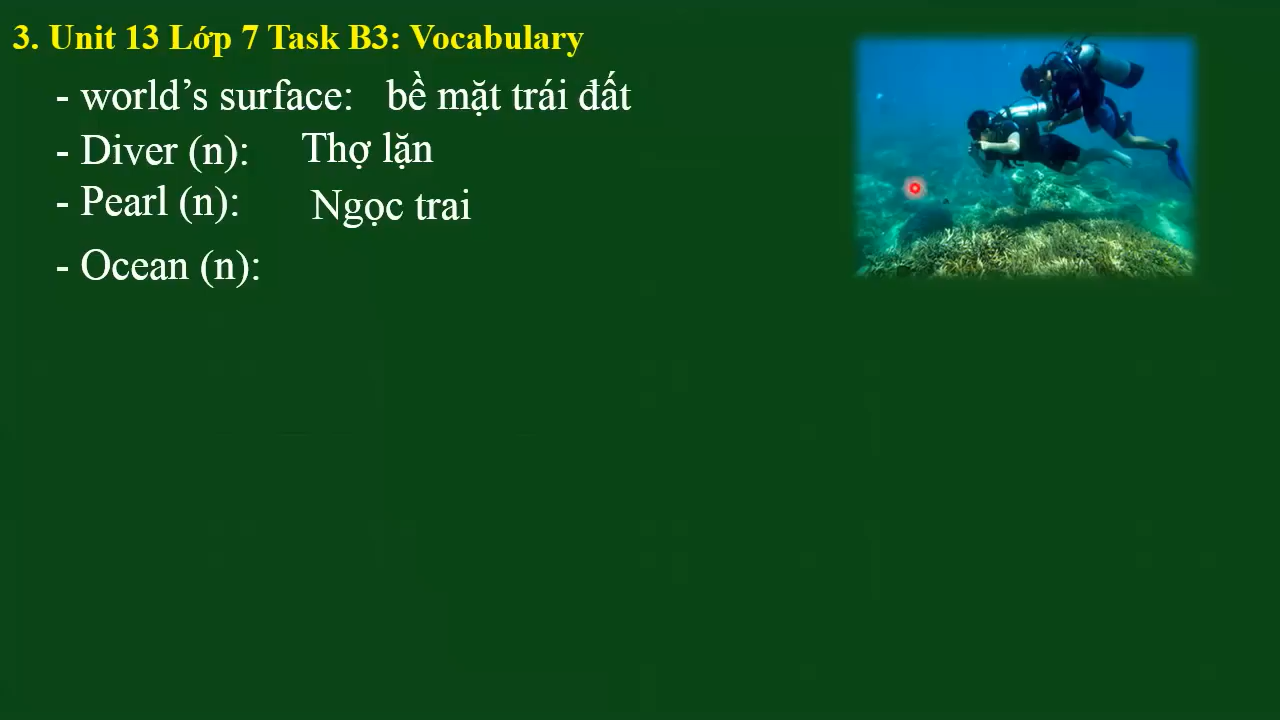 3. Unit 13 Lớp 7 Task B3: Vocabulary
- world’s surface: bề mặt trái đất
- Diver (n): Thợ lặn
- Pearl (n): Ngọc trai
- Ocean (n):